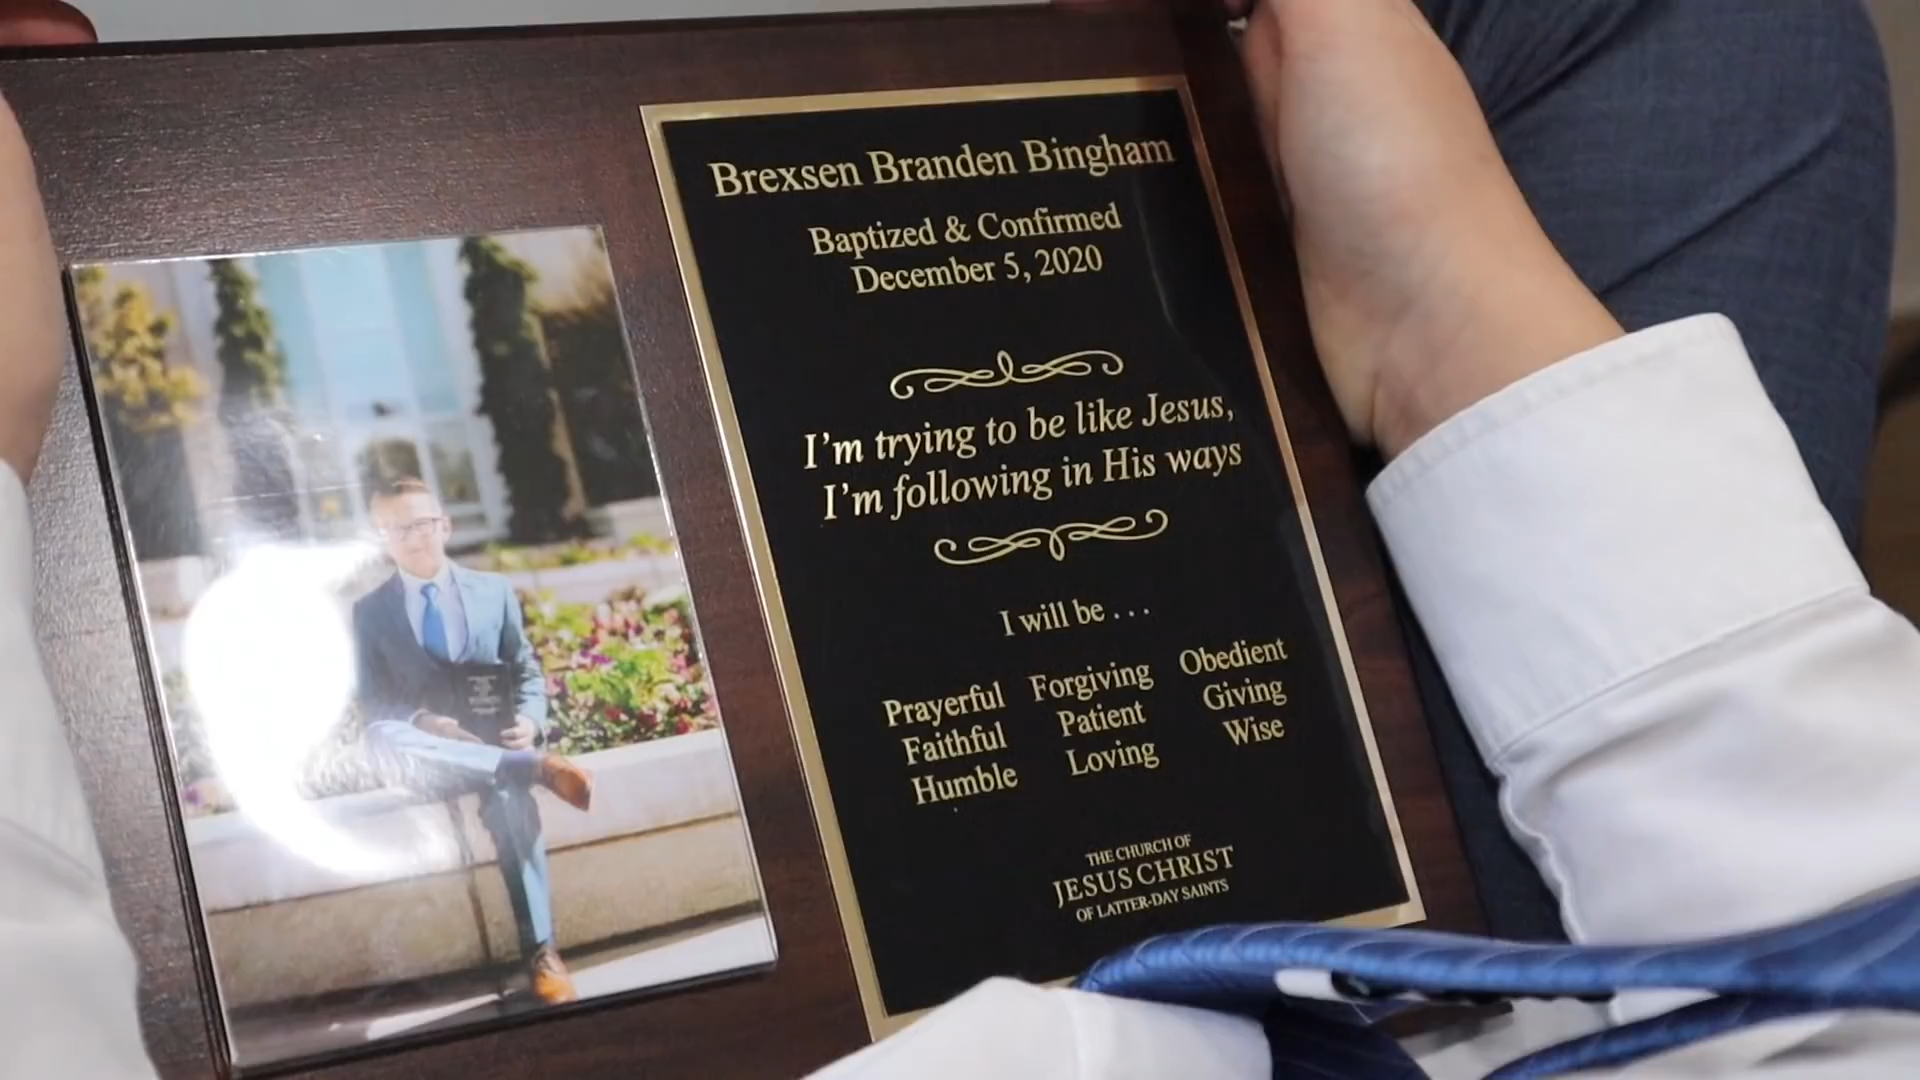 Brexsen Branden Bingham
Baptized & Confirmed
December 5, 2020
I'm trying to be like Jesus,
I'm following in His ways
I will be . . .
Prayerful Forgiving Obedient
Faithful Patient Giving
Humble Loving Wise
THE CHURCH OF
JESUS CHRIST
OF LATTER-DAY SAINTS